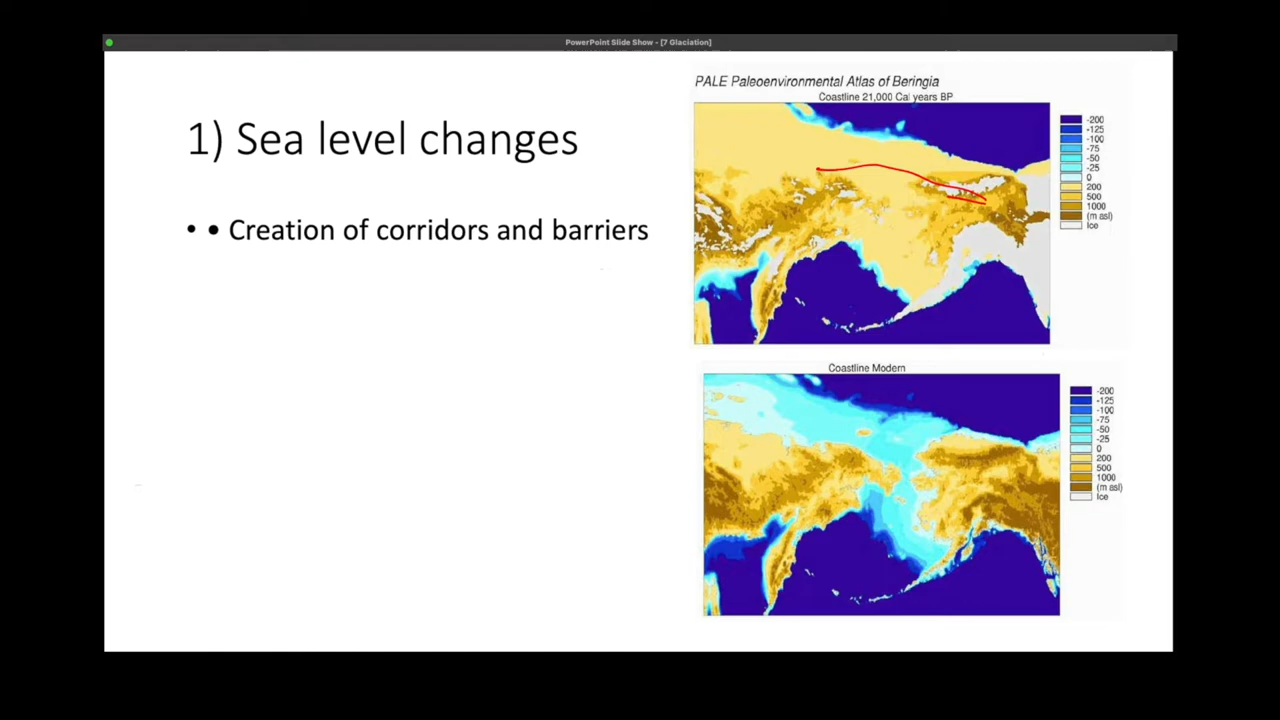 PowerPoint Slide Show - [7 Glaciation]
1) Sea level changes
• • Creation of corridors and barriers
PALE Paleoenvironmental Atlas of Beringia
Coastline 21,000 Cal years BP
-200
-125
-100
-75
-50
-25
0
200
500
1000
(m asl)
Ice
Coastline Modern
-200
-125
-100
-75
-50
-25
0
200
500
1000
(m asl)
Ice